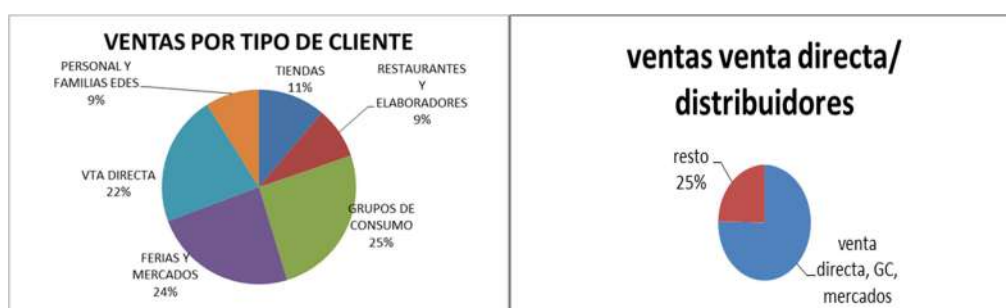 VENTAS POR TIPO DE CLIENTE
PERSONAL Y
FAMILIAS EDES
9%
TIENDAS
11%
RESTAURANTES
Y
ELABORADORES
9%
VTA DIRECTA
22%
GRUPOS DE
CONSUMO
25%
FERIAS Y
MERCADOS
24%
ventas venta directa/
distribuidores
resto
25%
venta
directa, GC,
mercados